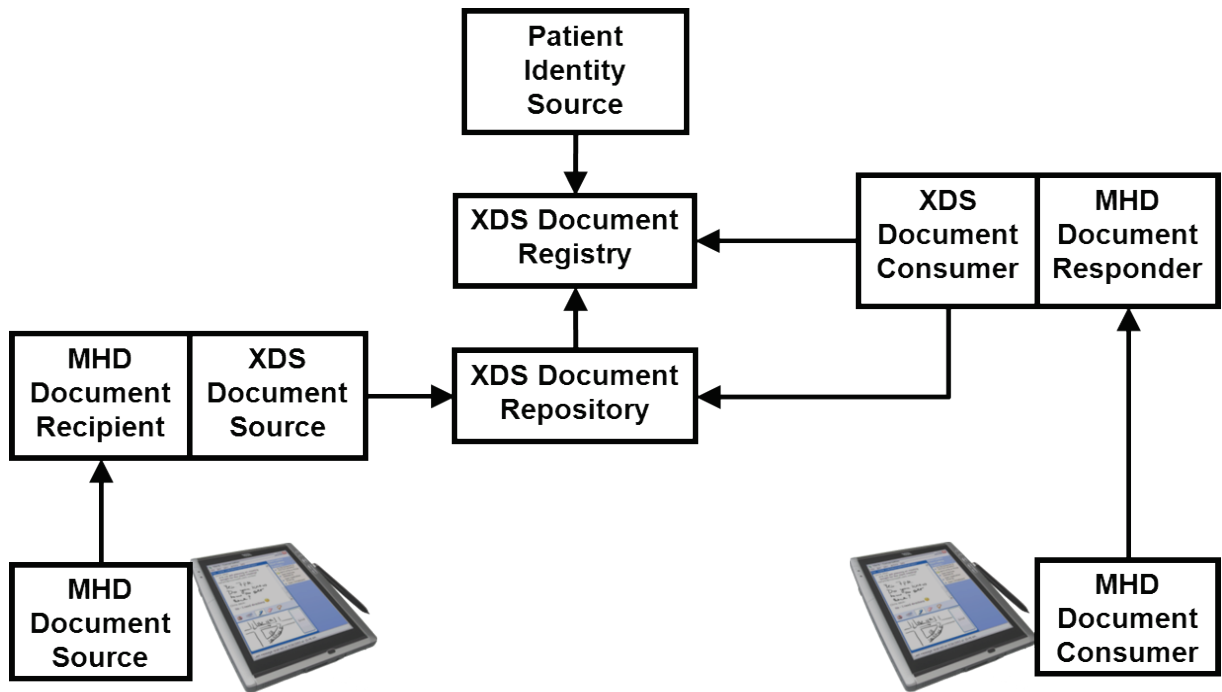 Patient
Identity
Source
XDS Document
Registry
XDS
Document
Consumer
MHD
Document
Responder
MHD
Document
Recipient
XDS
Document
Source
XDS Document
Repository
MHD
Document
Source
MHD
Document
Consumer